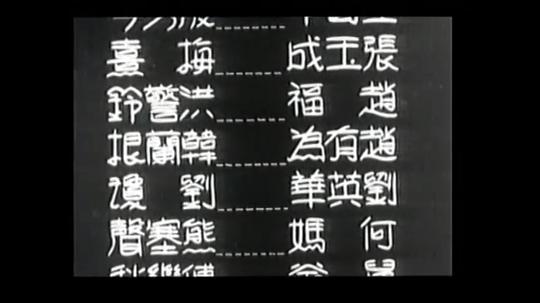 張玉成------------梅熹
趙福------------洪警鈴
趙有為------------韓蘭根
劉英華------------劉瓊
何媽------------熊塞聲